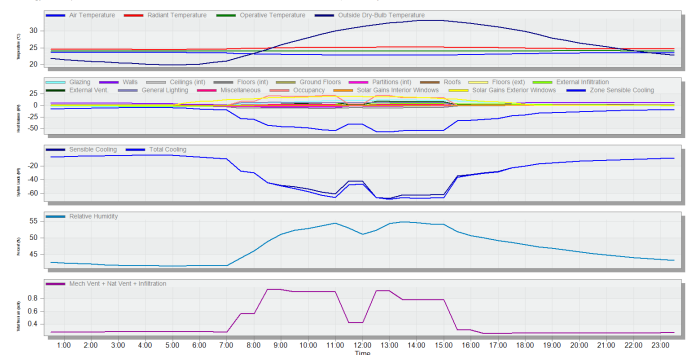 Air Temperature Radiant Temperature Operative Temperature Outside Dry-Bulb Temperature
30
25
20
Temperature (°C)
Glazing Walls Ceilings (int) Floors (int) Ground Floors Partitions (int) Roofs Floors (ext) External Infiltration
External Vent. General Lighting Miscellaneous Occupancy Solar Gains Interior Windows Solar Gains Exterior Windows Zone Sensible Cooling
25
0
-25
-50
Sensible Cooling Total Cooling
-20
-40
-60
Relative Humidity
55
50
45
Percent (%)
Mech Vent + Nat Vent + Infiltration
0.8
0.6
0.4
1:00 2:00 3:00 4:00 5:00 6:00 7:00 8:00 9:00 10:00 11:00 12:00 13:00 14:00 15:00 16:00 17:00 18:00 19:00 20:00 21:00 22:00 23:00
Time